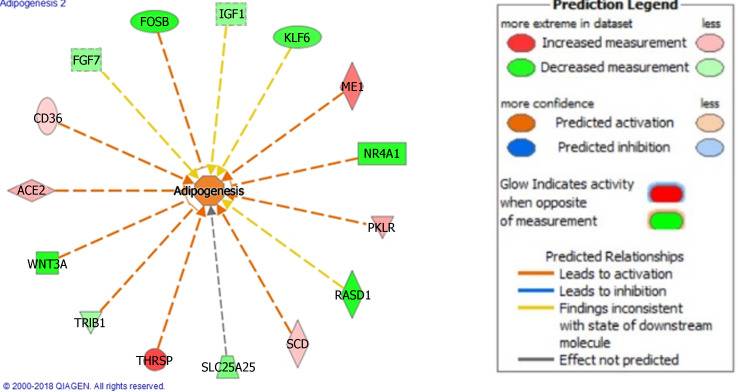 Adipogenesis 2
FOSB
IGF1
KLF6
FGF7
ME1
CD36
NR4A1
ACE2
Adipogenesis
PKLR
WNT3A
RASD1
TRIB1
SCD
THRSP
SLC25A25
© 2000-2018 QIAGEN. All rights reserved.
Prediction Legend
more extreme in dataset less
Increased measurement
Decreased measurement
more confidence less
Predicted activation
Predicted inhibition
Glow Indicates activity
when opposite
of measurement
Predicted Relationships
Leads to activation
Leads to inhibition
Findings inconsistent
with state of downstream
molecule
Effect not predicted